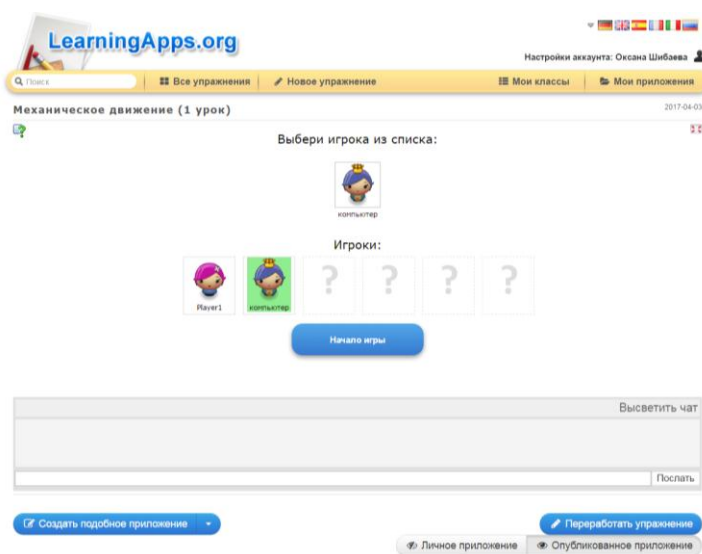 LearningApps.org
Настройки аккаунта: Оксана Шибаева
Поиск
Все упражнения
Новое упражнение
Мои классы
Мои приложения
Механическое движение (1 урок)
2017-04-03
Выбери игрока из списка:
компьютер
Игроки:
Player1
компьютер
? ? ? ?
Начало игры
Высветить чат
Послать
Создать подобное приложение
Переработать упражнение
Личное приложение
Опубликованное приложение